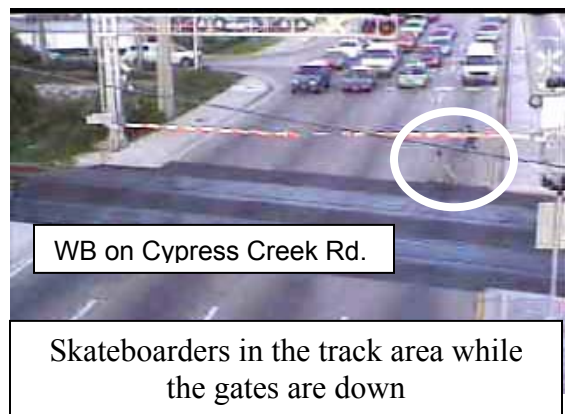 WB on Cypress Creek Rd.
Skateboarders in the track area while
the gates are down